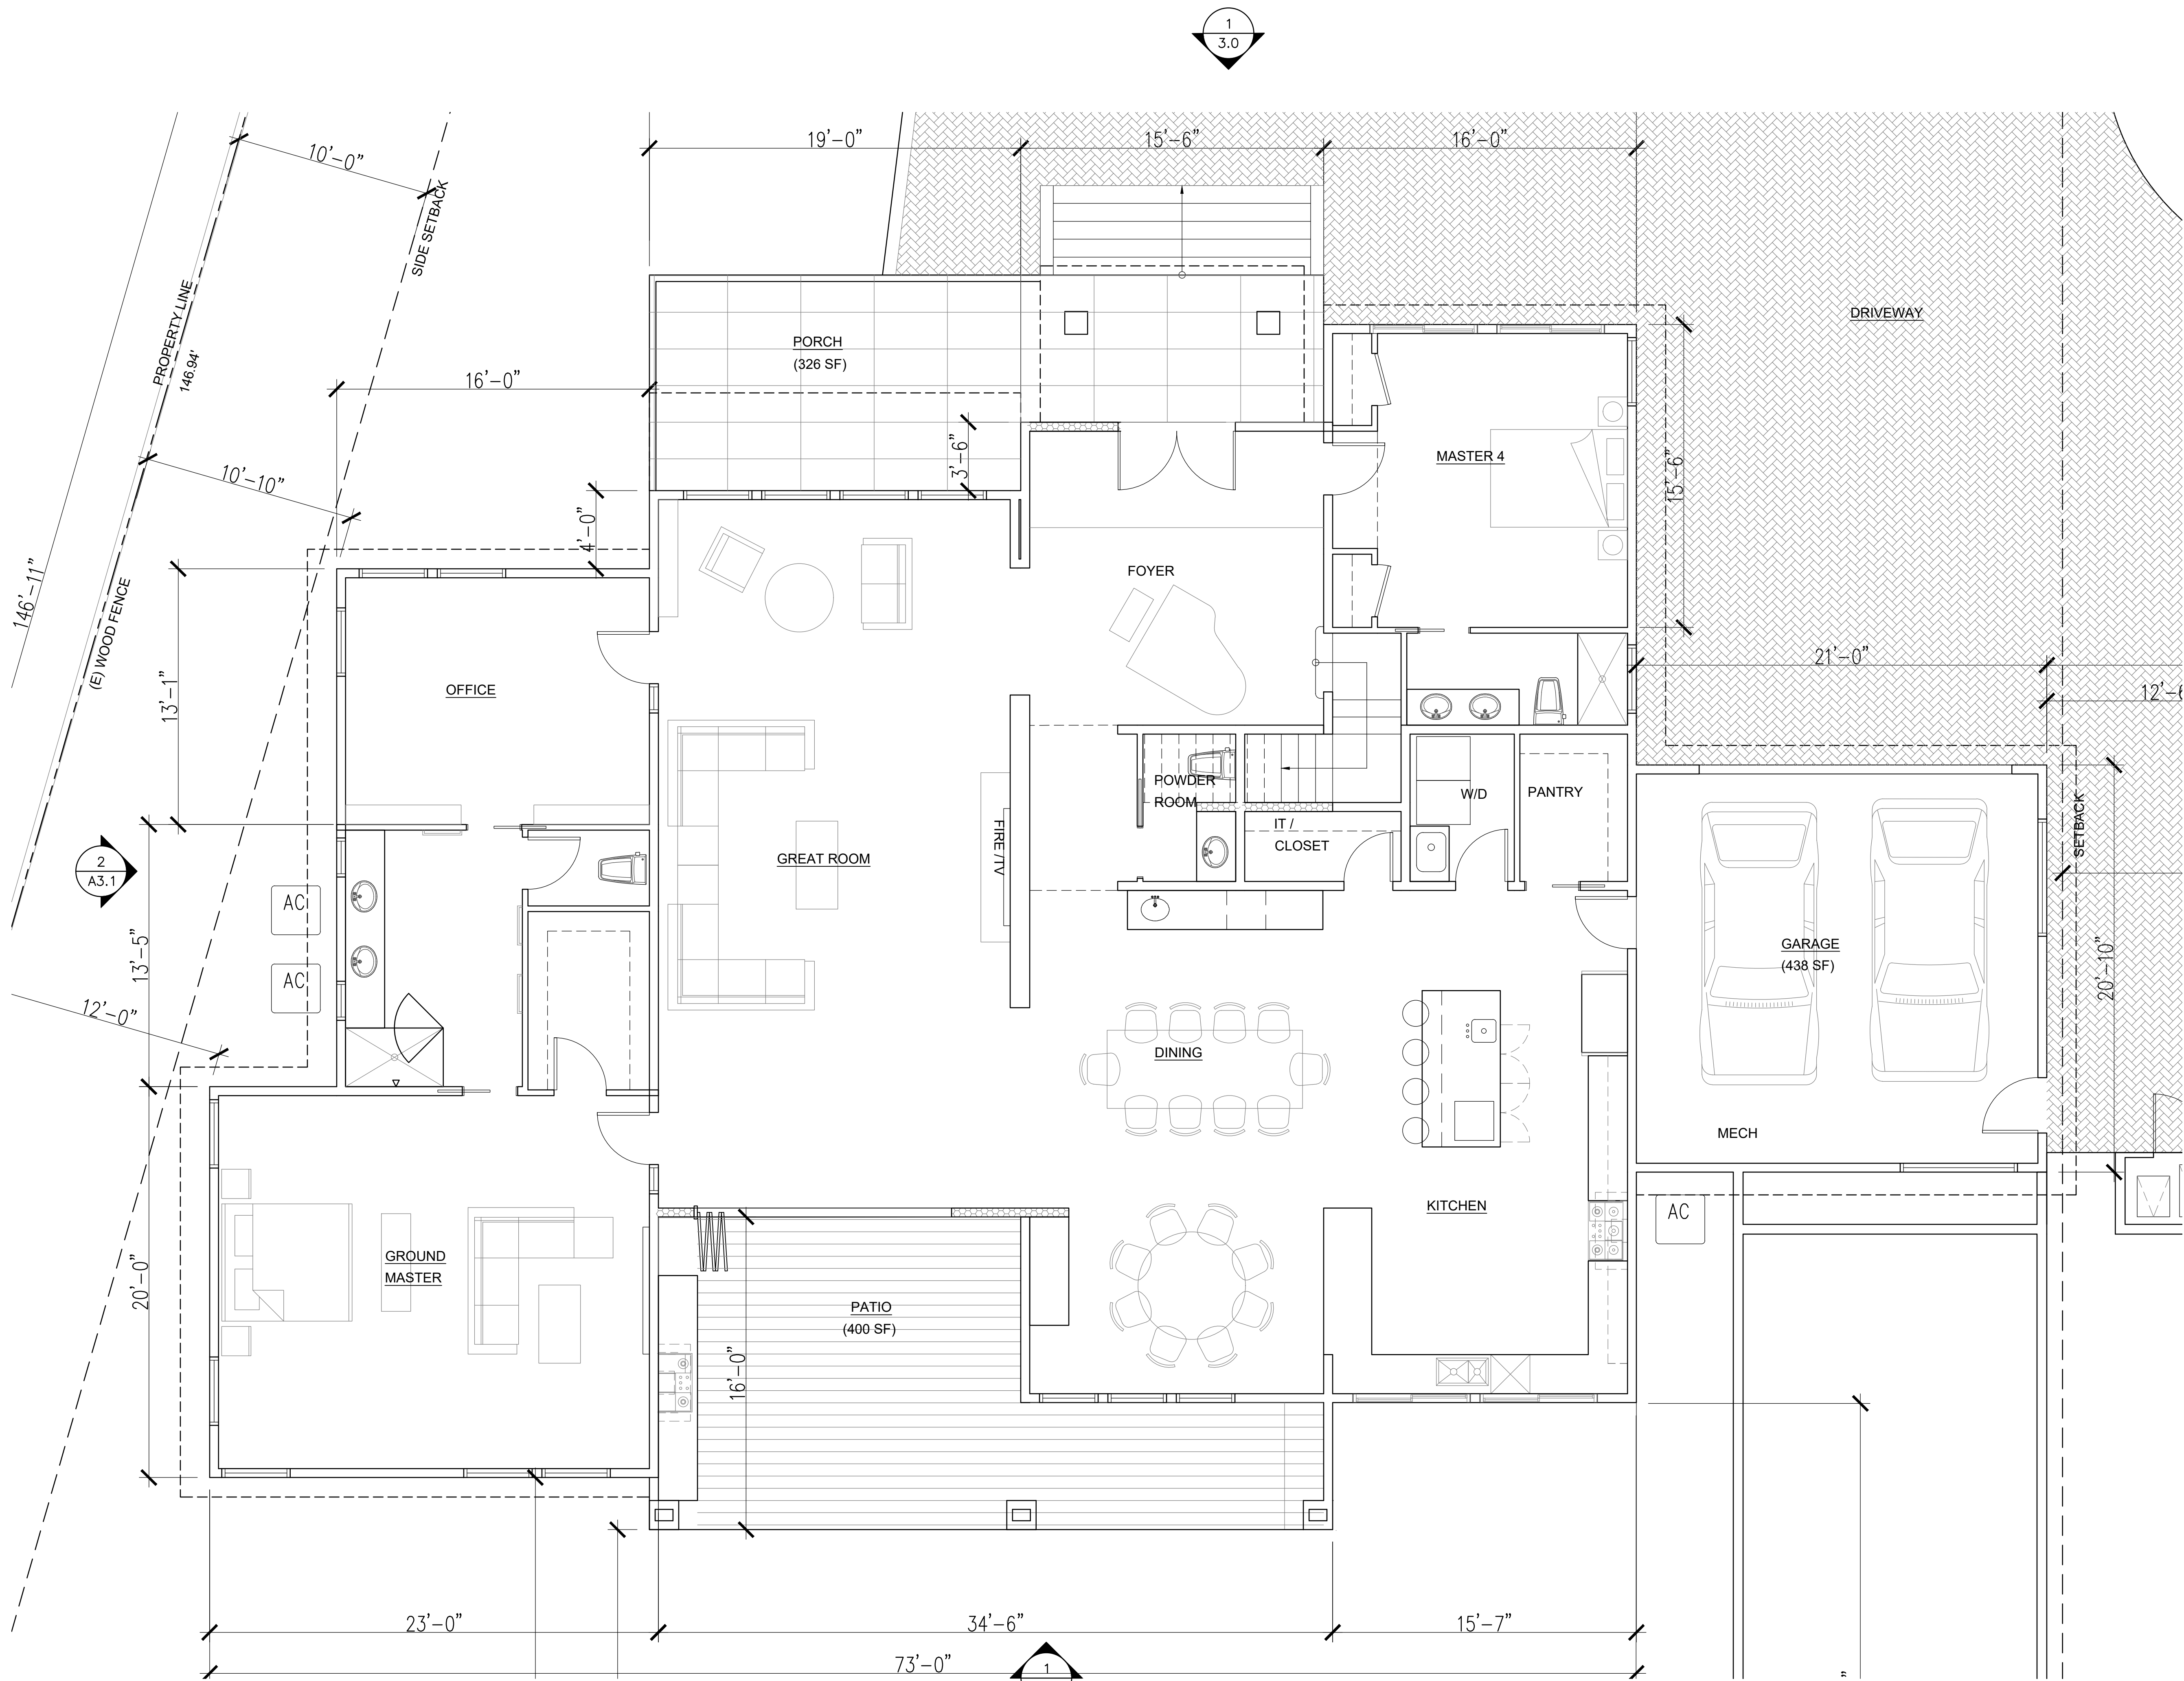 1
3.0
19'-0"
15'-6"
16'-0"
10'-0"
SIDE SETBACK
PROPERTY LINE
146.94'
DRIVEWAY
PORCH
(326 SF)
16'-0"
3'-6"
MASTER 4
15'-6"
10'-10"
4'-0"
146'-11"
(E) WOOD FENCE
FOYER
13'-1"
OFFICE
21'-0"
12'-6
POWDER
ROOM
W/D
PANTRY
IT /
CLOSET
FIRE / TV
GREAT ROOM
SETBACK
2
A3.1
AC
AC
13'-5"
12'-0"
GARAGE
(438 SF)
20'-10"
DINING
MECH
KITCHEN
AC
GROUND
MASTER
20'-0"
PATIO
(400 SF)
16'-0"
23'-0"
34'-6"
15'-7"
73'-0"
1
"